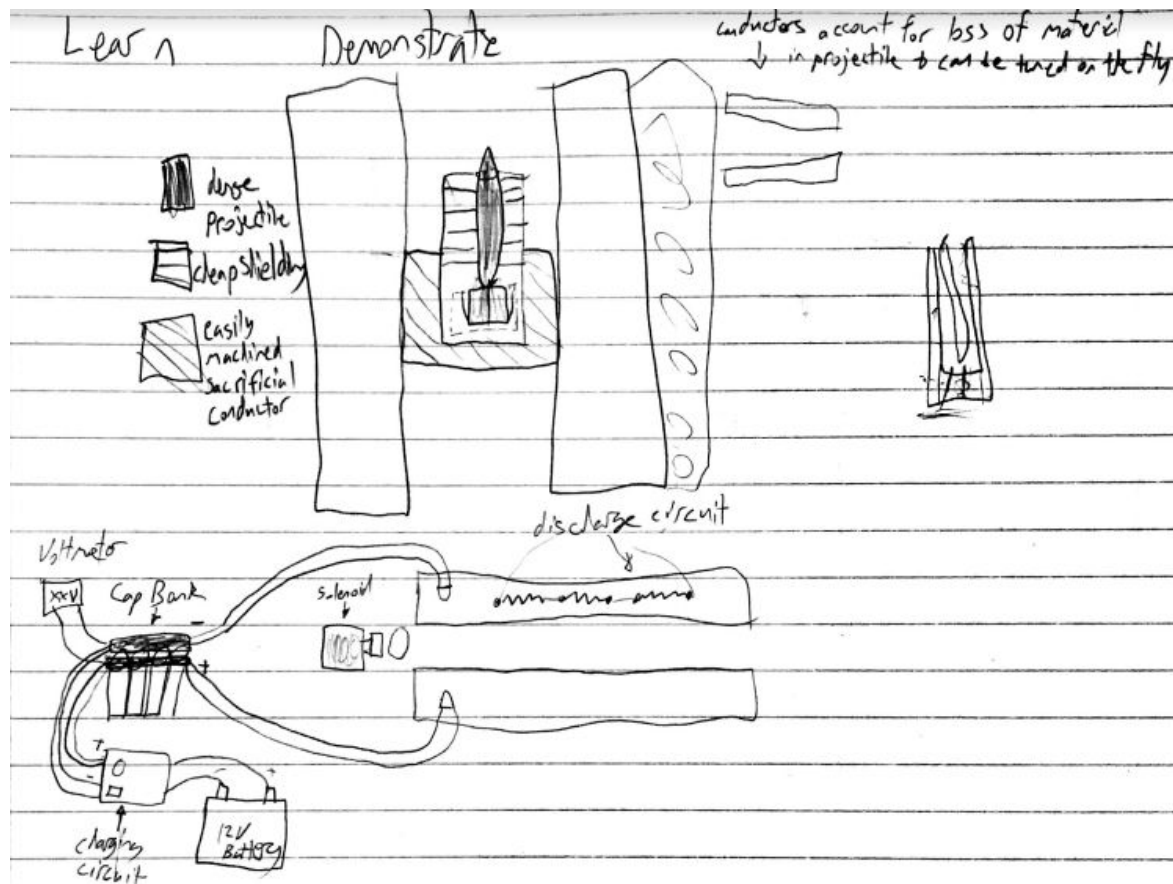 Learn
Demonstrate
conductors account for loss of material
in projectile & can be tuned on the fly
dense
projectile
cheap shielding
easily
machined
sacrificial
conductor
discharge circuit
Voltmeter
XXV
Cap Bank
-
+
Solenoid
+
-
- +
12V
Battery
charging
circuit